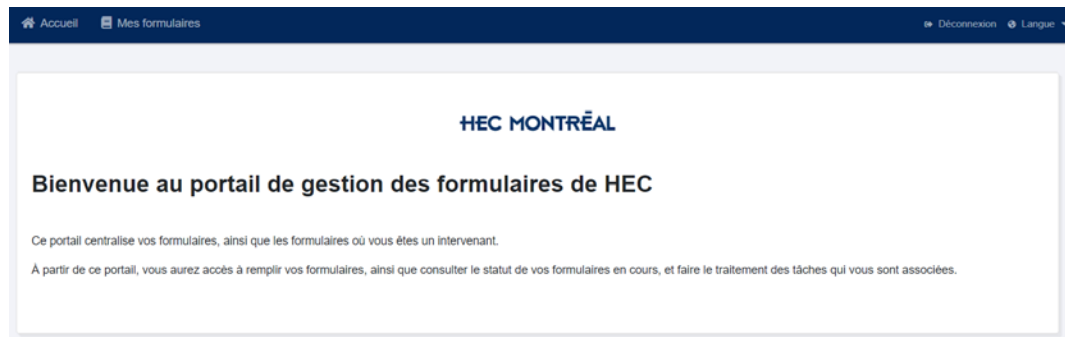 Accueil Mes formulaires Déconnexion Langue
HEC MONTRĒAL
Bienvenue au portail de gestion des formulaires de HEC
Ce portail centralise vos formulaires, ainsi que les formulaires où vous êtes un intervenant.
À partir de ce portail, vous aurez accès à remplir vos formulaires, ainsi que consulter le statut de vos formulaires en cours, et faire le traitement des tâches qui vous sont associées.